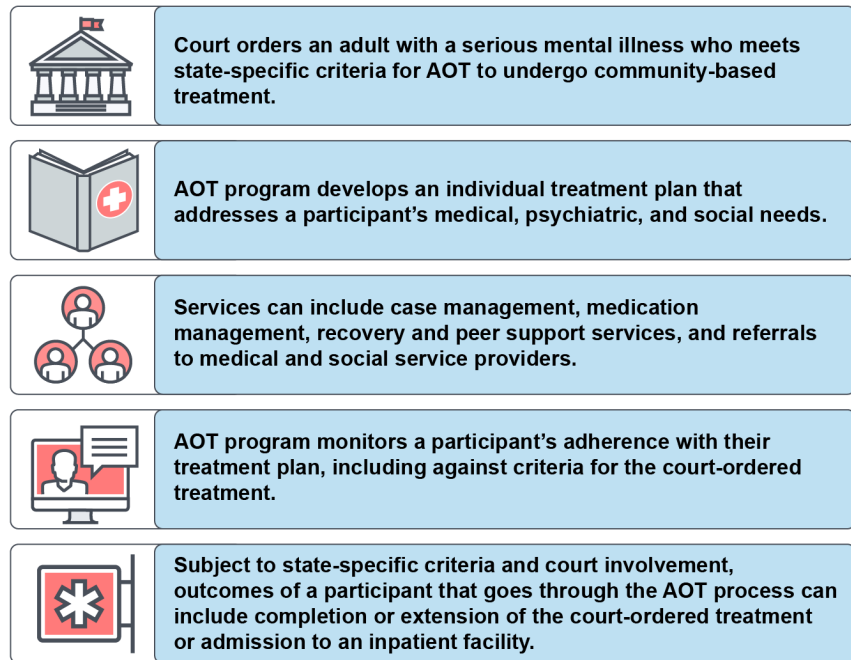 Court orders an adult with a serious mental illness who meets
state-specific criteria for AOT to undergo community-based
treatment.
AOT program develops an individual treatment plan that
addresses a participant’s medical, psychiatric, and social needs.
Services can include case management, medication
management, recovery and peer support services, and referrals
to medical and social service providers.
AOT program monitors a participant’s adherence with their
treatment plan, including against criteria for the court-ordered
treatment.
Subject to state-specific criteria and court involvement,
outcomes of a participant that goes through the AOT process can
include completion or extension of the court-ordered treatment
or admission to an inpatient facility.